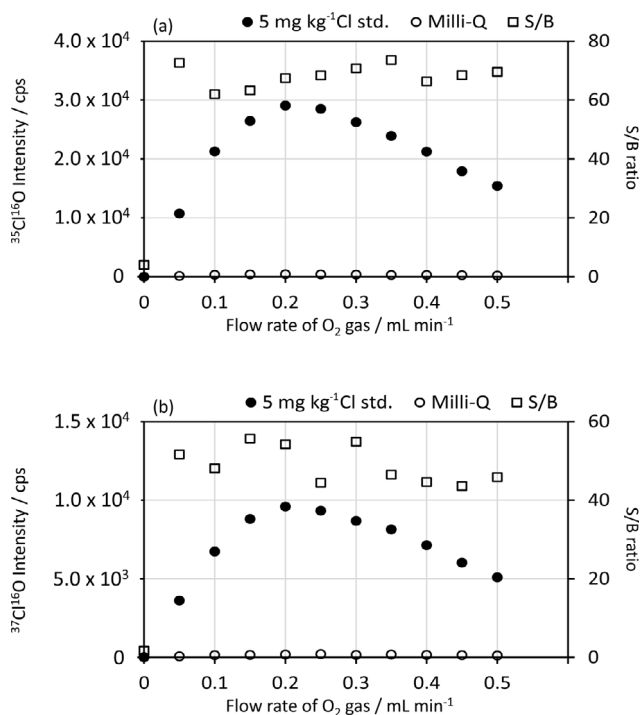 (a) ● 5 mg kg⁻¹Cl std. ○ Milli-Q □ S/B
4.0 x 10⁴ 80
3.0 x 10⁴ 60
2.0 x 10⁴ 40
1.0 x 10⁴ 20
0 0
³⁵Cl¹⁶O Intensity / cps
S/B ratio
0 0.1 0.2 0.3 0.4 0.5
Flow rate of O₂ gas / mL min⁻¹
(b) ● 5 mg kg⁻¹Cl std. ○ Milli-Q □ S/B
1.5 x 10⁴ 60
1.0 x 10⁴ 40
5.0 x 10³ 20
0 0
³⁷Cl¹⁶O Intensity / cps
S/B ratio
0 0.1 0.2 0.3 0.4 0.5
Flow rate of O₂ gas / mL min⁻¹